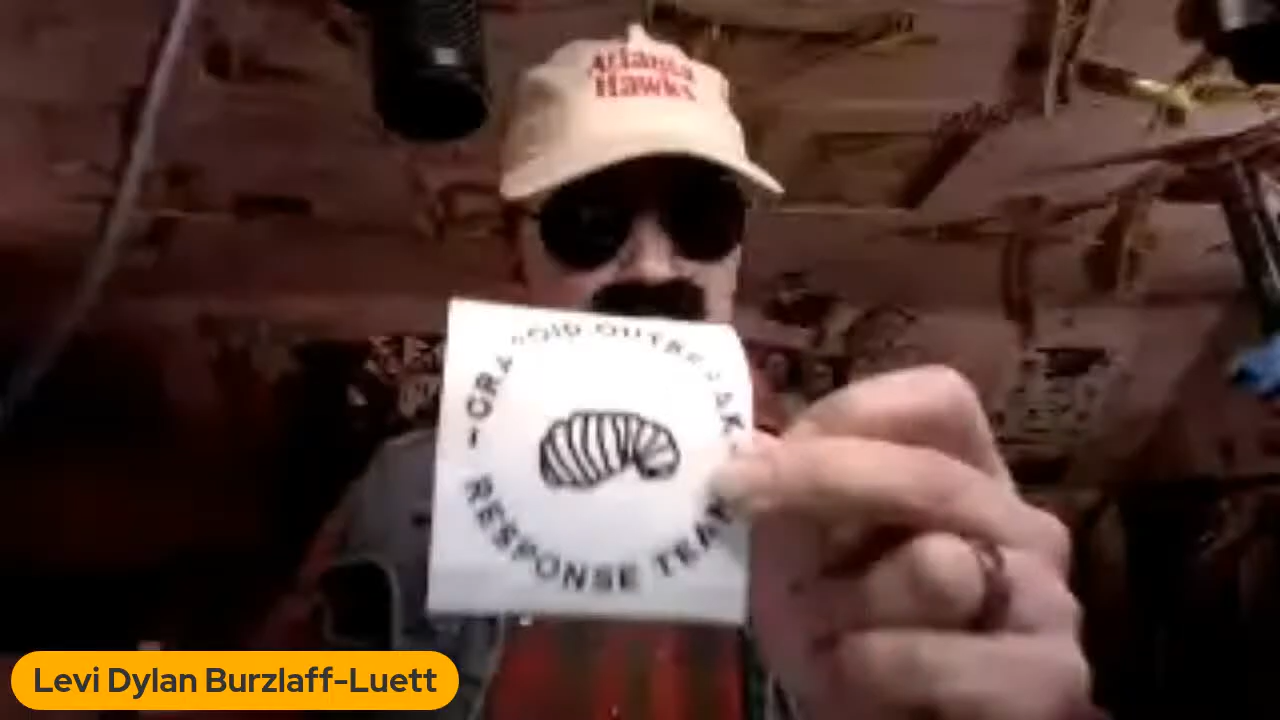 Atlanta
Hawks
OUTBREAK
RESPONSE TEAM
Levi Dylan Burzlaff-Luett